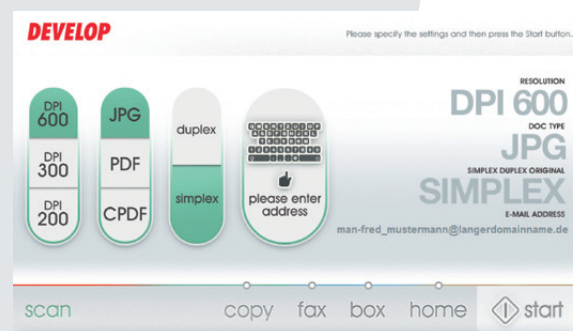 DEVELOP
Please specify the settings and then press the Start button.
DPI
600
DPI
300
DPI
200
JPG
PDF
CPDF
duplex
simplex
please enter
address
RESOLUTION
DPI 600
DOC TYPE
JPG
SIMPLEX DUPLEX ORIGINAL
SIMPLEX
E-MAIL ADDRESS
man-fred_mustermann@langerdomainname.de
scan
copy
fax
box
home
start